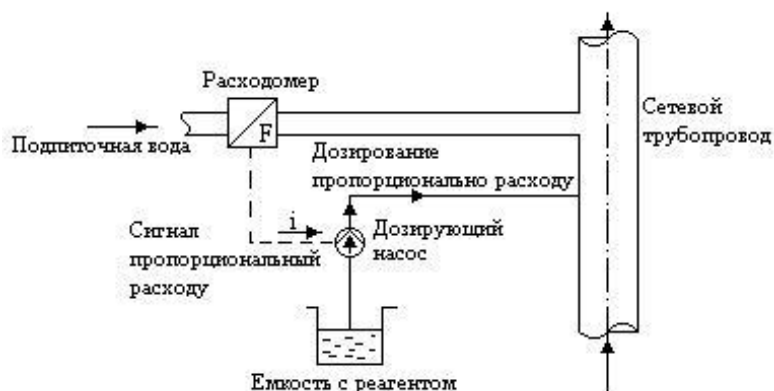 Расходомер
F
Подпиточная вода
Сетевой
трубопровод
Дозирование
пропорционально расходу
i
Сигнал
пропорциональный
расходу
Дозирующий
насос
Емкость с реагентом